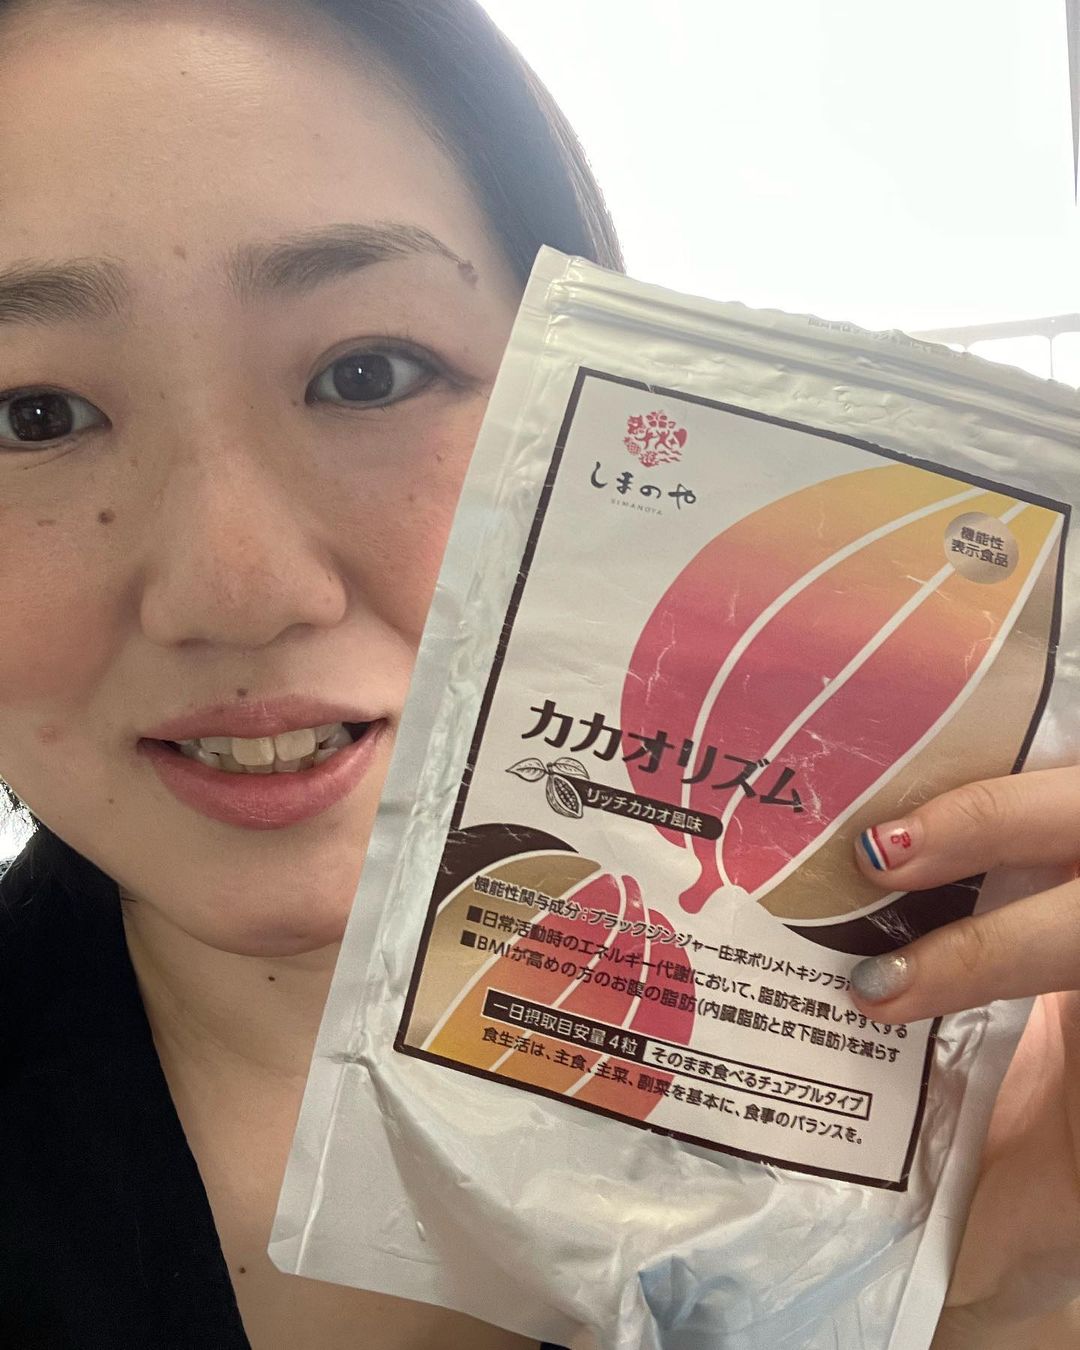 しまのや
SIMANOYA
機能性
表示食品
カカオリズム
リッチカカオ風味
機能性関与成分:ブラックジンジャー由来ポリメトキシフラ
■日常活動時のエネルギー代謝において、脂肪を消費しやすくする
■BMIが高めの方のお腹の脂肪(内臓脂肪と皮下脂肪)を減らす
一日摂取目安量4粒 そのまま食べるチュアブルタイプ
食生活は、主食、主菜、副菜を基本に、食事のバランスを。